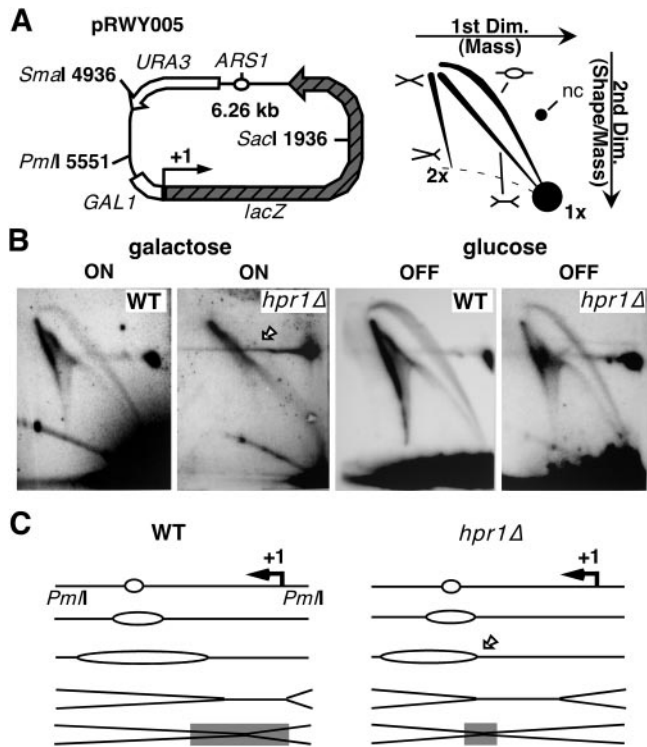 A
pRWY005
URA3 ARS1
SmaI 4936
6.26 kb
SacI 1936
PmlI 5551
+1
GAL1
lacZ
1st Dim.
(Mass)
2nd Dim.
(Shape/Mass)
nc
2x
1x
B
galactose glucose
ON ON OFF OFF
WT hpr1Δ WT hpr1Δ
C
WT hpr1Δ
+1 +1
PmlI PmlI